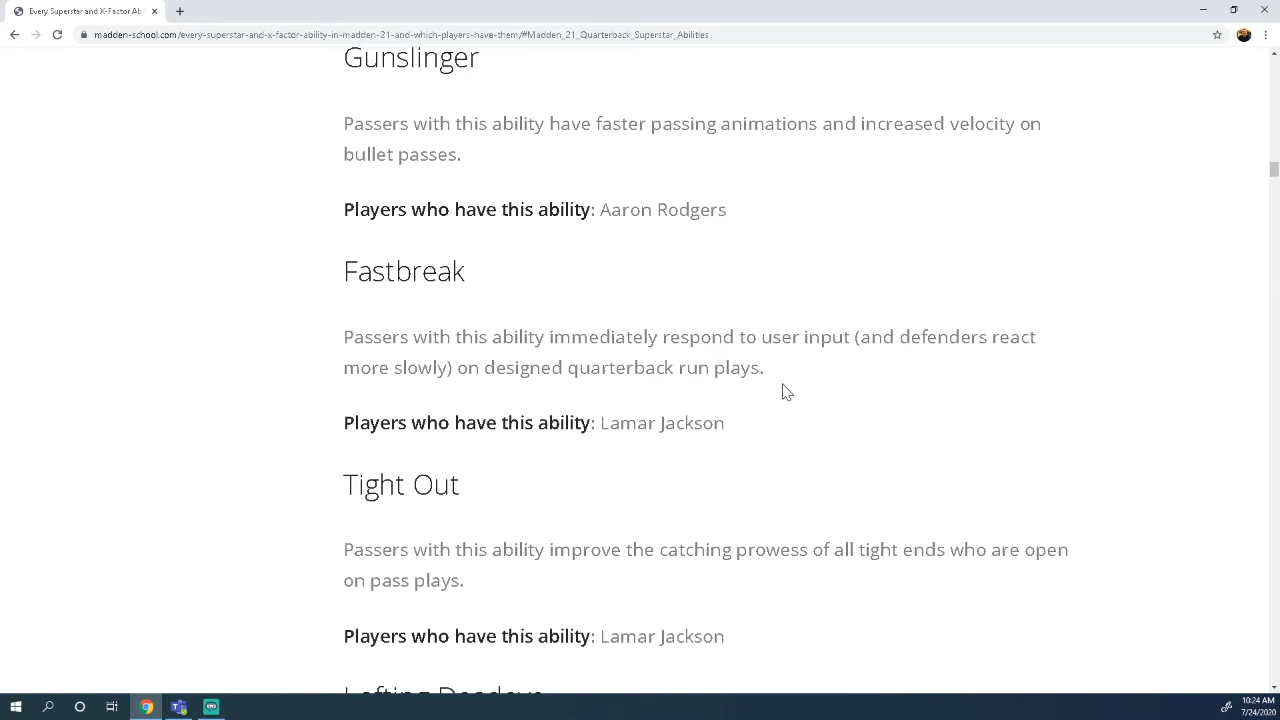 Every Superstar and X-Factor Abi
madden-school.com/every-superstar-and-x-factor-ability-in-madden-21-and-which-players-have-them/#Madden_21_Quarterback_Superstar_Abilities
Gunslinger
Passers with this ability have faster passing animations and increased velocity on
bullet passes.
Players who have this ability: Aaron Rodgers
Fastbreak
Passers with this ability immediately respond to user input (and defenders react
more slowly) on designed quarterback run plays.
Players who have this ability: Lamar Jackson
Tight Out
Passers with this ability improve the catching prowess of all tight ends who are open
on pass plays.
Players who have this ability: Lamar Jackson
10:24 AM
7/24/2020